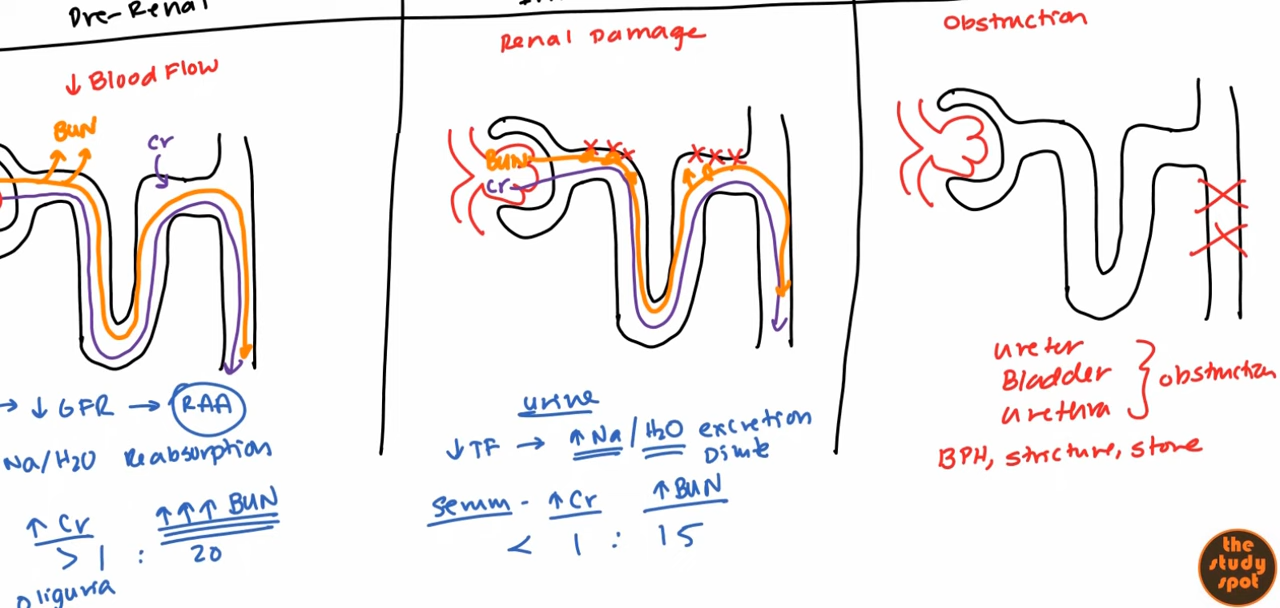 Pre-Renal
↓ Blood Flow
BUN
Cr
→ ↓ GFR → RAA
Na/H2O Reabsorption
↑ Cr ↑↑↑ BUN
> 1 : 20
oliguria
Renal Damage
BUN
Cr
urine
↓ TF → ↑ Na / H2O excretion
Dilute
serum - ↑ Cr ↑ BUN
< 1 : 15
Obstruction
ureter
Bladder
urethra
obstruction
BPH, stricture, stone
the
study
spot